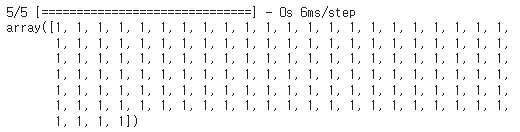 5/5 [==============================] - 0s 6ms/step
array([1, 1, 1, 1, 1, 1, 1, 1, 1, 1, 1, 1, 1, 1, 1, 1, 1, 1, 1, 1, 1, 1,
1, 1, 1, 1, 1, 1, 1, 1, 1, 1, 1, 1, 1, 1, 1, 1, 1, 1, 1, 1, 1, 1,
1, 1, 1, 1, 1, 1, 1, 1, 1, 1, 1, 1, 1, 1, 1, 1, 1, 1, 1, 1, 1, 1,
1, 1, 1, 1, 1, 1, 1, 1, 1, 1, 1, 1, 1, 1, 1, 1, 1, 1, 1, 1, 1, 1,
1, 1, 1, 1, 1, 1, 1, 1, 1, 1, 1, 1, 1, 1, 1, 1, 1, 1, 1, 1, 1, 1,
1, 1, 1, 1, 1, 1, 1, 1, 1, 1, 1, 1, 1, 1, 1, 1, 1, 1, 1, 1, 1, 1,
1, 1, 1, 1])